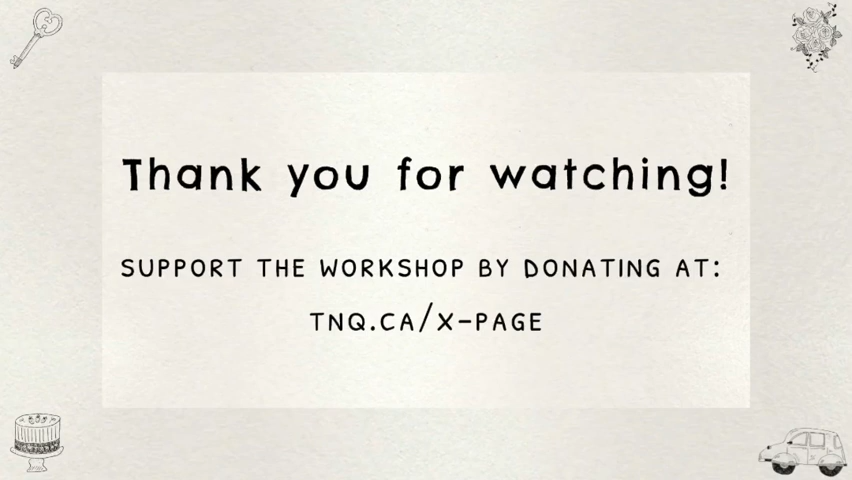 Thank you for watching!
SUPPORT THE WORKSHOP BY DONATING AT:
TNQ.CA/X-PAGE